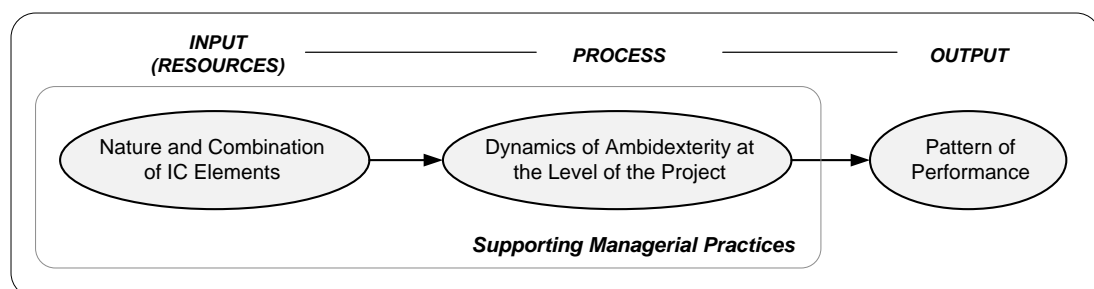 INPUT
(RESOURCES)
PROCESS
OUTPUT
Nature and Combination
of IC Elements
Dynamics of Ambidexterity at
the Level of the Project
Pattern of
Performance
Supporting Managerial Practices